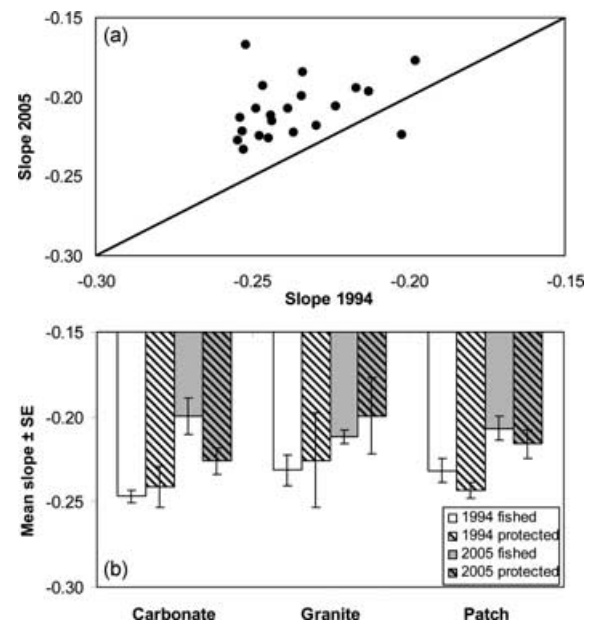 (a)
Slope 2005
-0.15
-0.20
-0.25
-0.30
-0.30 -0.25 -0.20 -0.15
Slope 1994
(b)
Mean slope ± SE
-0.15
-0.20
-0.25
-0.30
1994 fished
1994 protected
2005 fished
2005 protected
Carbonate Granite Patch